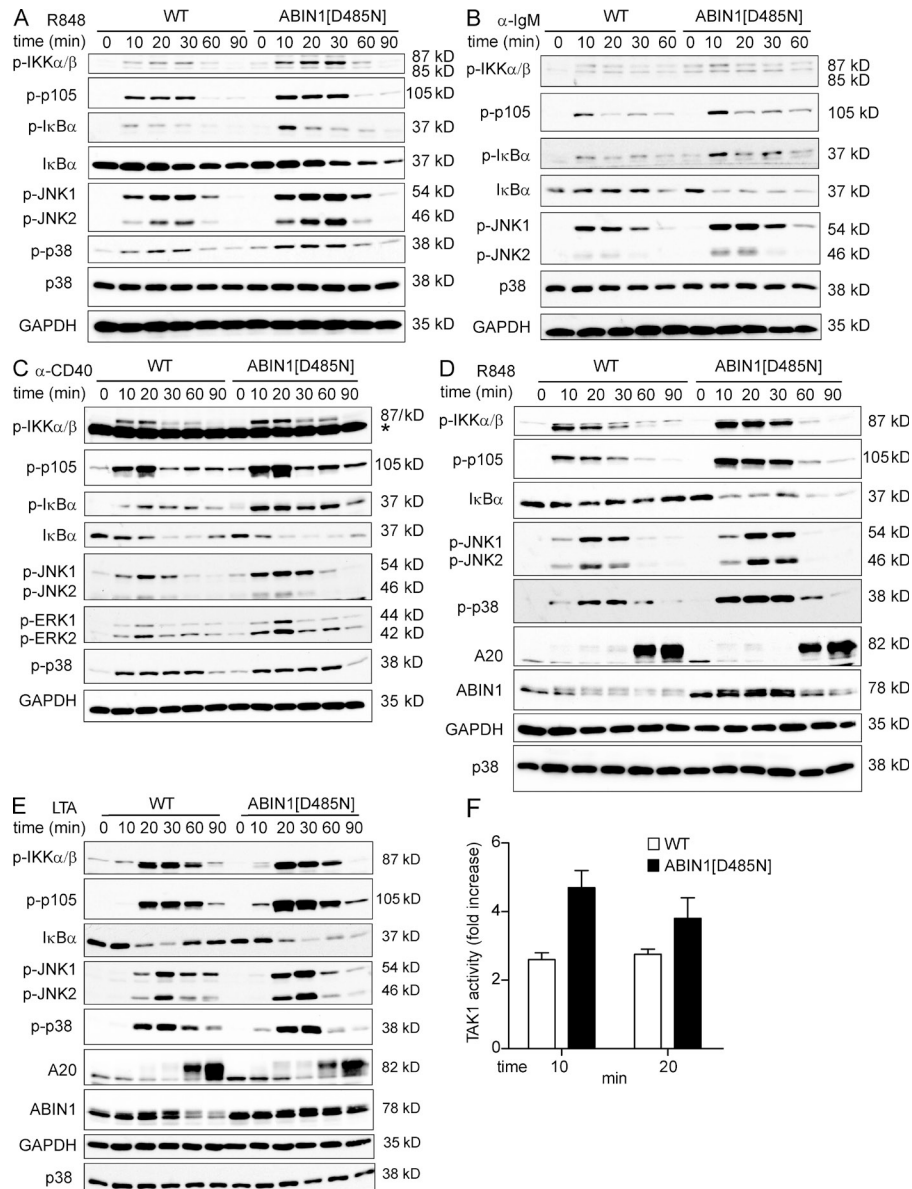 A R848 WT ABIN1[D485N]
time (min) 0 10 20 30 60 90 0 10 20 30 60 90
p-IKKα/β 87 kD
85 kD
p-p105 105 kD
p-IκBα 37 kD
IκBα 37 kD
p-JNK1 54 kD
p-JNK2 46 kD
p-p38 38 kD
p38 38 kD
GAPDH 35 kD
B α-IgM WT ABIN1[D485N]
time (min) 0 10 20 30 60 0 10 20 30 60
p-IKKα/β 87 kD
85 kD
p-p105 105 kD
p-IκBα 37 kD
IκBα 37 kD
p-JNK1 54 kD
p-JNK2 46 kD
p38 38 kD
GAPDH 35 kD
C α-CD40 WT ABIN1[D485N]
time (min) 0 10 20 30 60 90 0 10 20 30 60 90
p-IKKα/β 87/kD
*
p-p105 105 kD
p-IκBα 37 kD
IκBα 37 kD
p-JNK1 54 kD
p-JNK2 46 kD
p-ERK1 44 kD
p-ERK2 42 kD
p-p38 38 kD
GAPDH 35 kD
D R848 WT ABIN1[D485N]
time (min) 0 10 20 30 60 90 0 10 20 30 60 90
p-IKKα/β 87 kD
p-p105 105 kD
IκBα 37 kD
p-JNK1 54 kD
p-JNK2 46 kD
p-p38 38 kD
A20 82 kD
ABIN1 78 kD
GAPDH 35 kD
p38 38 kD
E LTA WT ABIN1[D485N]
time (min) 0 10 20 30 60 90 0 10 20 30 60 90
p-IKKα/β 87 kD
p-p105 105 kD
IκBα 37 kD
p-JNK1 54 kD
p-JNK2 46 kD
p-p38 38 kD
A20 82 kD
ABIN1 78 kD
GAPDH 35 kD
p38 38 kD
F
WT
ABIN1[D485N]
TAK1 activity (fold increase)
6
4
2
0
time 10 20
min